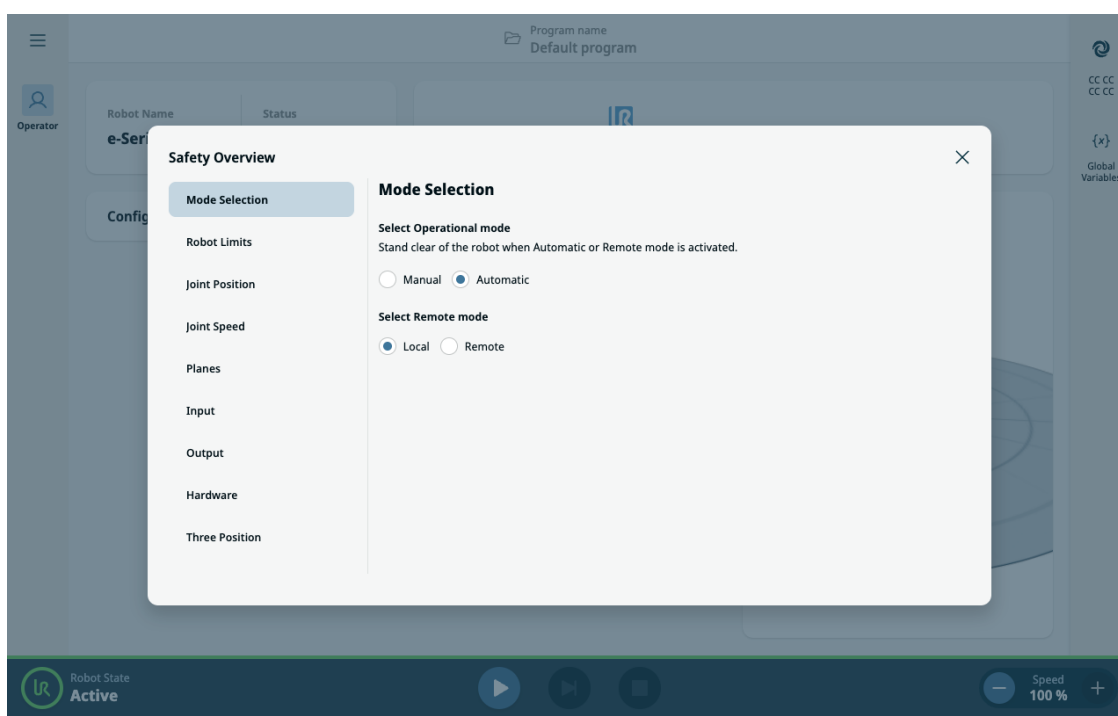 Program name
Default program
Operator
Robot Name
Status
e-Seri
Config
CC CC
CC CC
{x}
Global
Variables
Safety Overview
Mode Selection
Robot Limits
Joint Position
Joint Speed
Planes
Input
Output
Hardware
Three Position
Mode Selection
Select Operational mode
Stand clear of the robot when Automatic or Remote mode is activated.
Manual Automatic
Select Remote mode
Local Remote
Robot State
Active
Speed
100 %